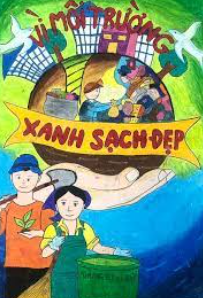 VÌ MÔI TRƯỜNG
XANH SẠCH ĐẸP